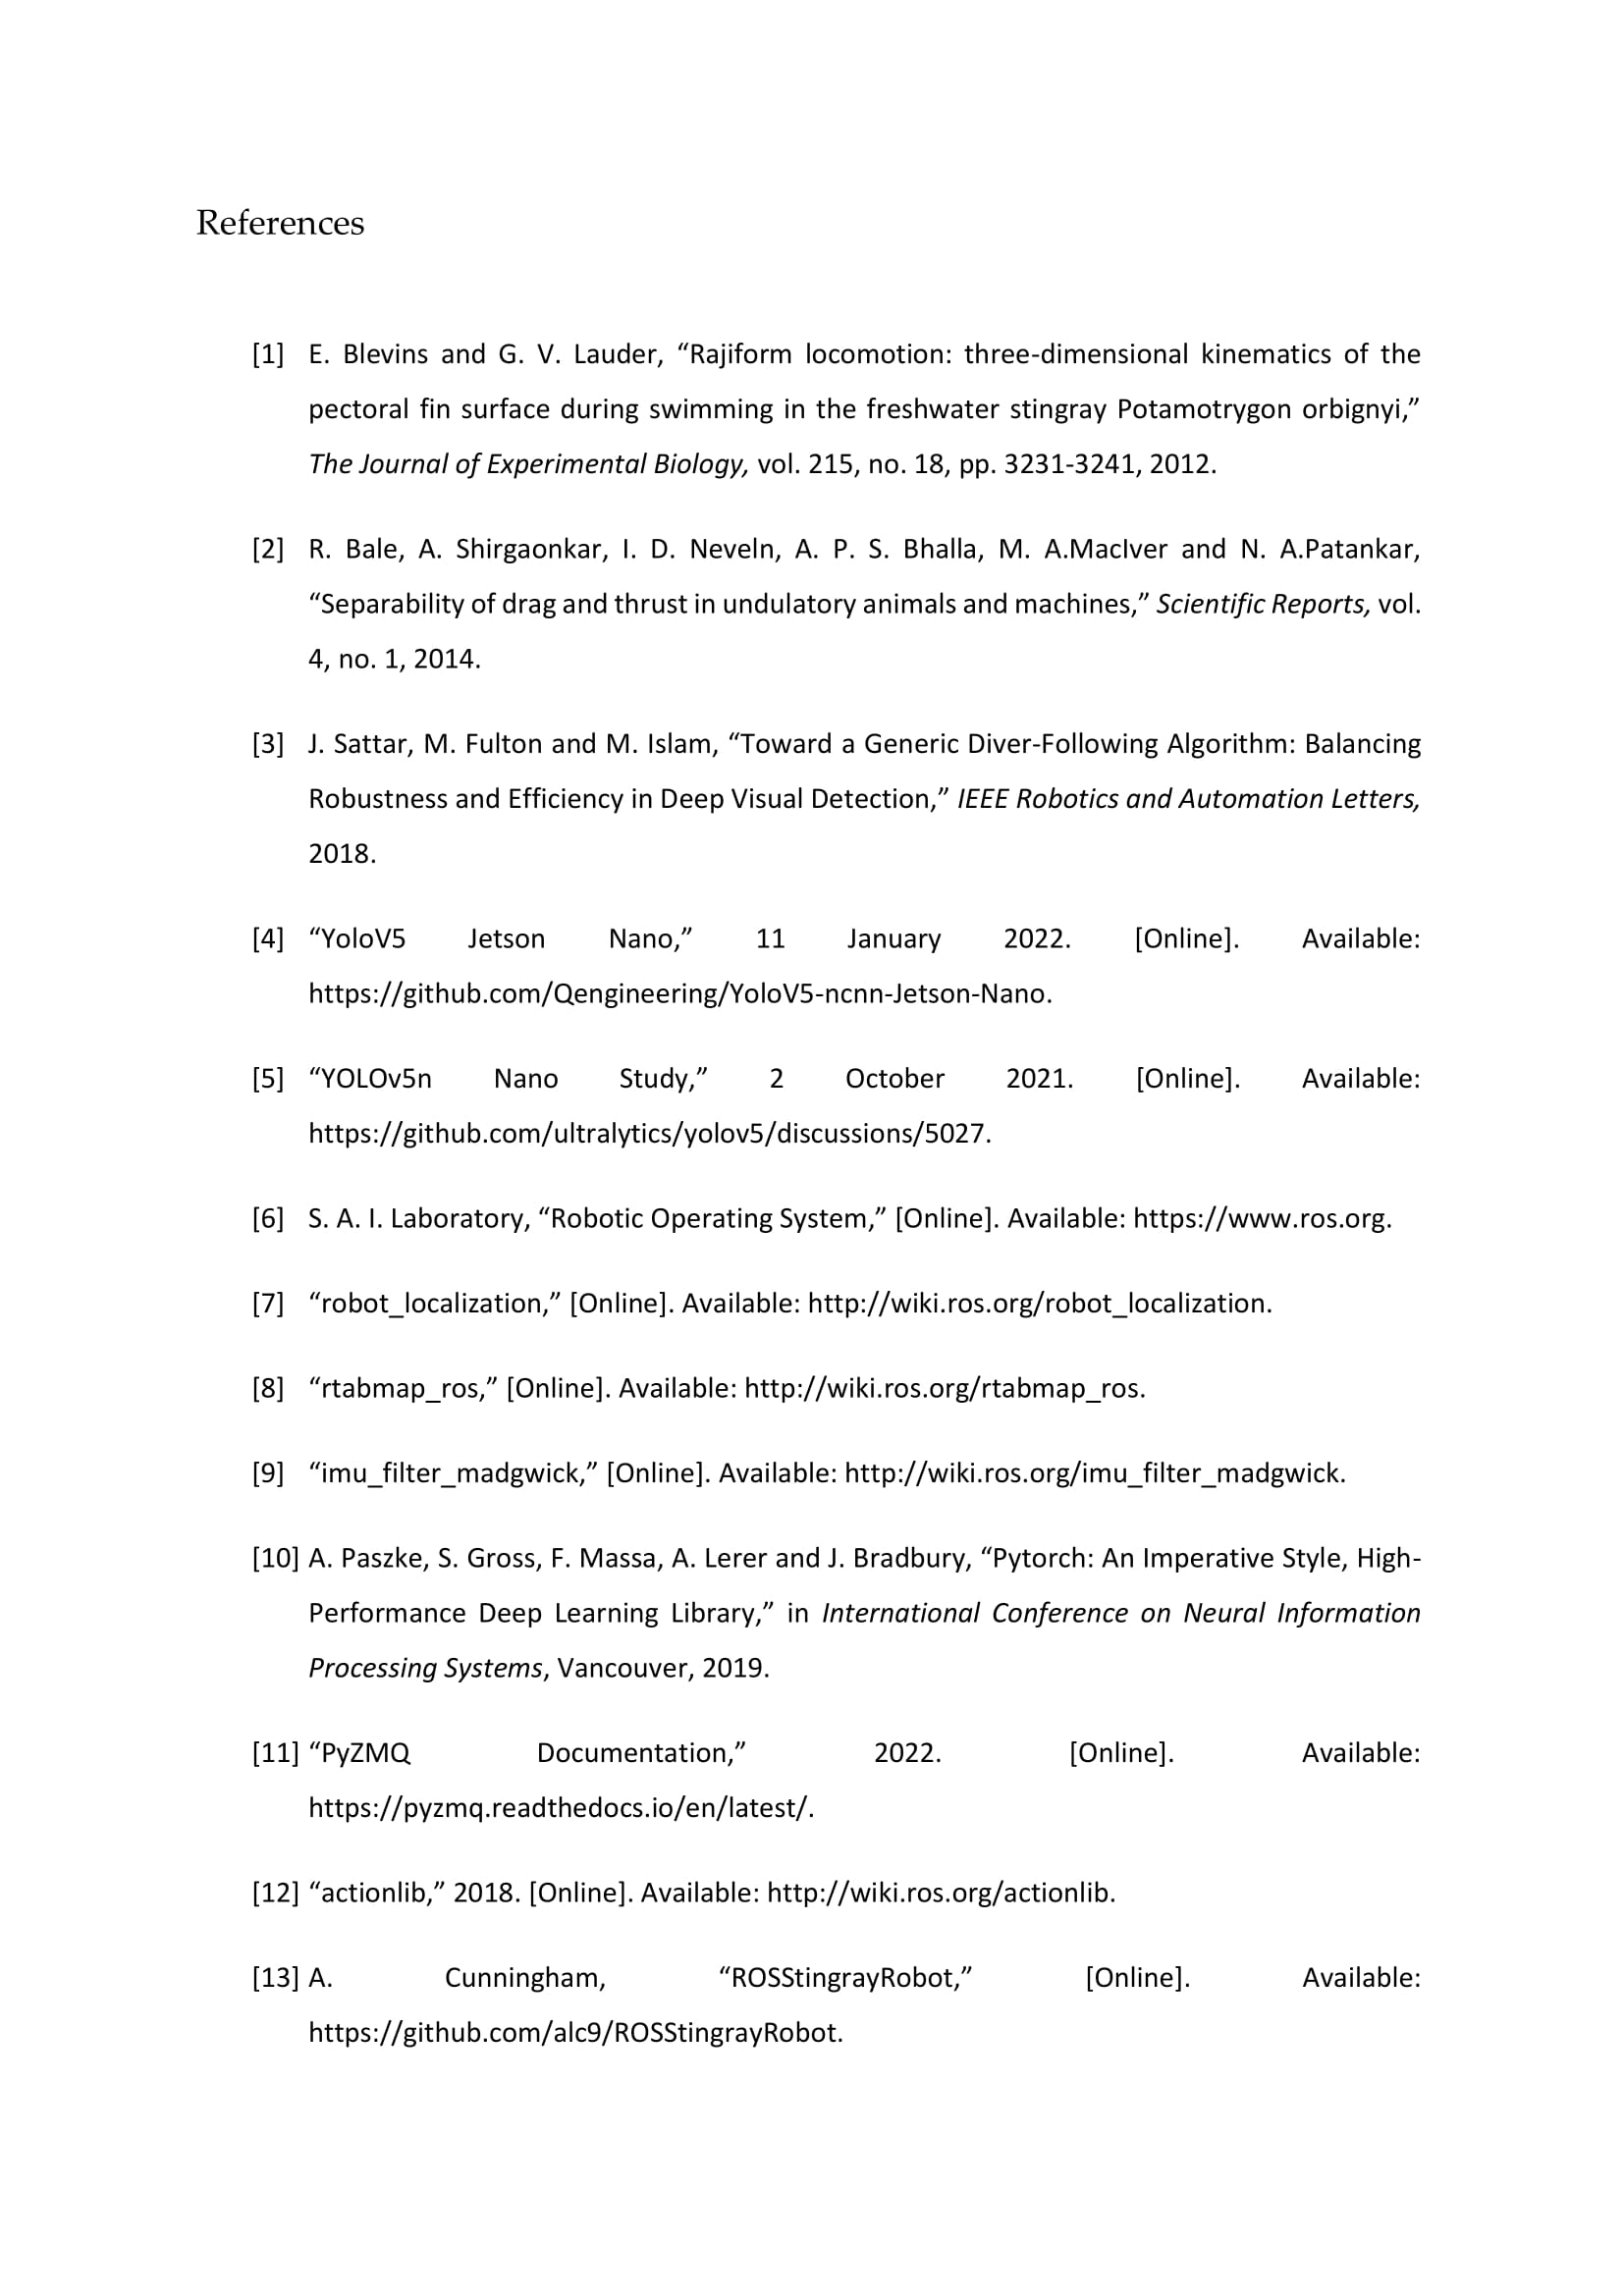 References
[1] E. Blevins and G. V. Lauder, “Rajiform locomotion: three-dimensional kinematics of the
pectoral fin surface during swimming in the freshwater stingray Potamotrygon orbignyi,”
The Journal of Experimental Biology, vol. 215, no. 18, pp. 3231-3241, 2012.
[2] R. Bale, A. Shirgaonkar, I. D. Neveln, A. P. S. Bhalla, M. A.MacIver and N. A.Patankar,
“Separability of drag and thrust in undulatory animals and machines,” Scientific Reports, vol.
4, no. 1, 2014.
[3] J. Sattar, M. Fulton and M. Islam, “Toward a Generic Diver-Following Algorithm: Balancing
Robustness and Efficiency in Deep Visual Detection,” IEEE Robotics and Automation Letters,
2018.
[4] “YoloV5 Jetson Nano,” 11 January 2022. [Online]. Available:
https://github.com/Qengineering/YoloV5-ncnn-Jetson-Nano.
[5] “YOLOv5n Nano Study,” 2 October 2021. [Online]. Available:
https://github.com/ultralytics/yolov5/discussions/5027.
[6] S. A. I. Laboratory, “Robotic Operating System,” [Online]. Available: https://www.ros.org.
[7] “robot_localization,” [Online]. Available: http://wiki.ros.org/robot_localization.
[8] “rtabmap_ros,” [Online]. Available: http://wiki.ros.org/rtabmap_ros.
[9] “imu_filter_madgwick,” [Online]. Available: http://wiki.ros.org/imu_filter_madgwick.
[10] A. Paszke, S. Gross, F. Massa, A. Lerer and J. Bradbury, “Pytorch: An Imperative Style, High-
Performance Deep Learning Library,” in International Conference on Neural Information
Processing Systems, Vancouver, 2019.
[11] “PyZMQ Documentation,” 2022. [Online]. Available:
https://pyzmq.readthedocs.io/en/latest/.
[12] “actionlib,” 2018. [Online]. Available: http://wiki.ros.org/actionlib.
[13] A. Cunningham, “ROSStingrayRobot,” [Online]. Available:
https://github.com/alc9/ROSStingrayRobot.